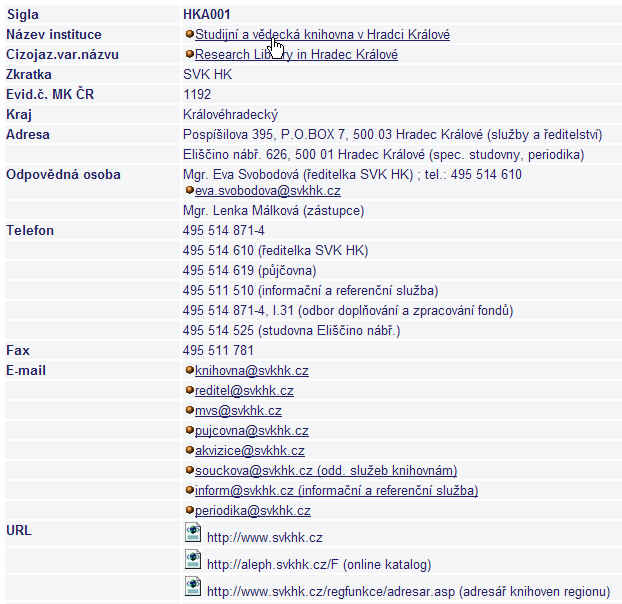 Sigla HKA001
Název instituce Studijní a vědecká knihovna v Hradci Králové
Cizojaz.var.názvu Research Library in Hradec Králové
Zkratka SVK HK
Evid.č. MK ČR 1192
Kraj Královéhradecký
Adresa Pospíšilova 395, P.O.BOX 7, 500 03 Hradec Králové (služby a ředitelství)
Eliščino nábř. 626, 500 01 Hradec Králové (spec. studovny, periodika)
Odpovědná osoba Mgr. Eva Svobodová (ředitelka SVK HK) ; tel.: 495 514 610
eva.svobodova@svkhk.cz
Mgr. Lenka Málková (zástupce)
Telefon 495 514 871-4
495 514 610 (ředitelka SVK HK)
495 514 619 (půjčovna)
495 511 510 (informační a referenční služba)
495 514 871-4, l.31 (odbor doplňování a zpracování fondů)
495 514 525 (studovna Eliščino nábř.)
Fax 495 511 781
E-mail knihovna@svkhk.cz
reditel@svkhk.cz
mvs@svkhk.cz
pujcovna@svkhk.cz
akvizice@svkhk.cz
souckova@svkhk.cz (odd. služeb knihovnám)
inform@svkhk.cz (informační a referenční služba)
periodika@svkhk.cz
URL http://www.svkhk.cz
http://aleph.svkhk.cz/F (online katalog)
http://www.svkhk.cz/regfunkce/adresar.asp (adresář knihoven regionu)